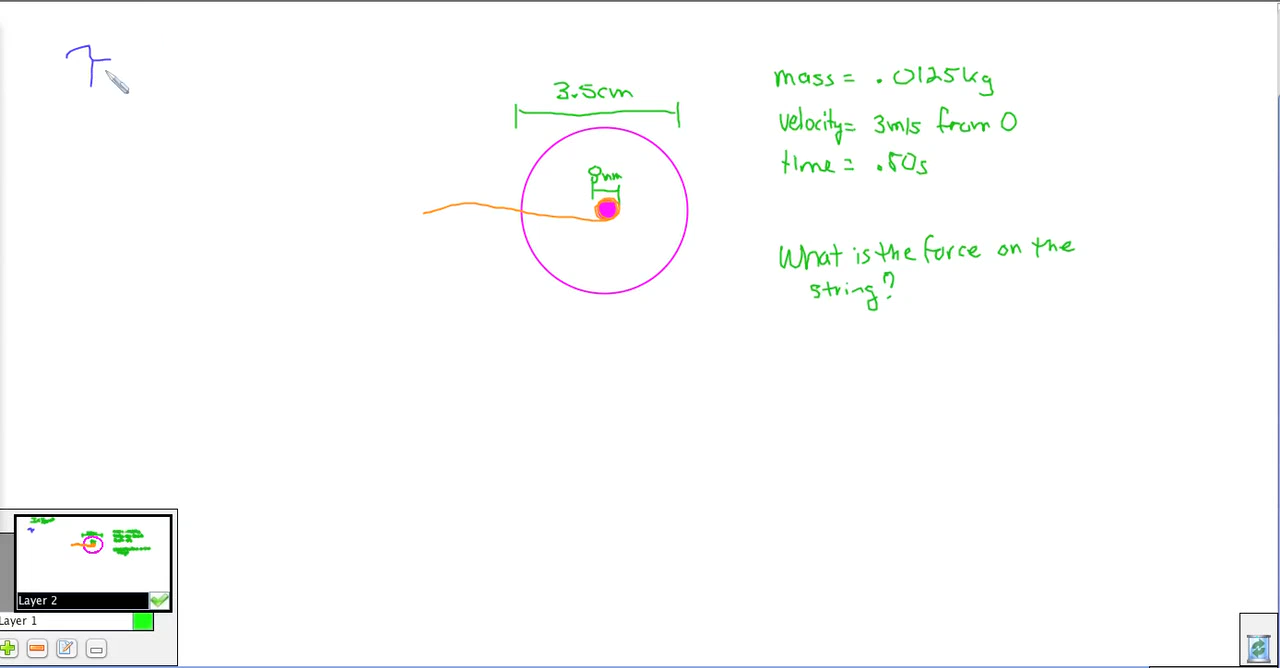 3.5cm
8mm
mass = .0125kg
velocity= 3m/s from 0
time = .50s
What is the force on the
string?
Layer 2
Layer 1